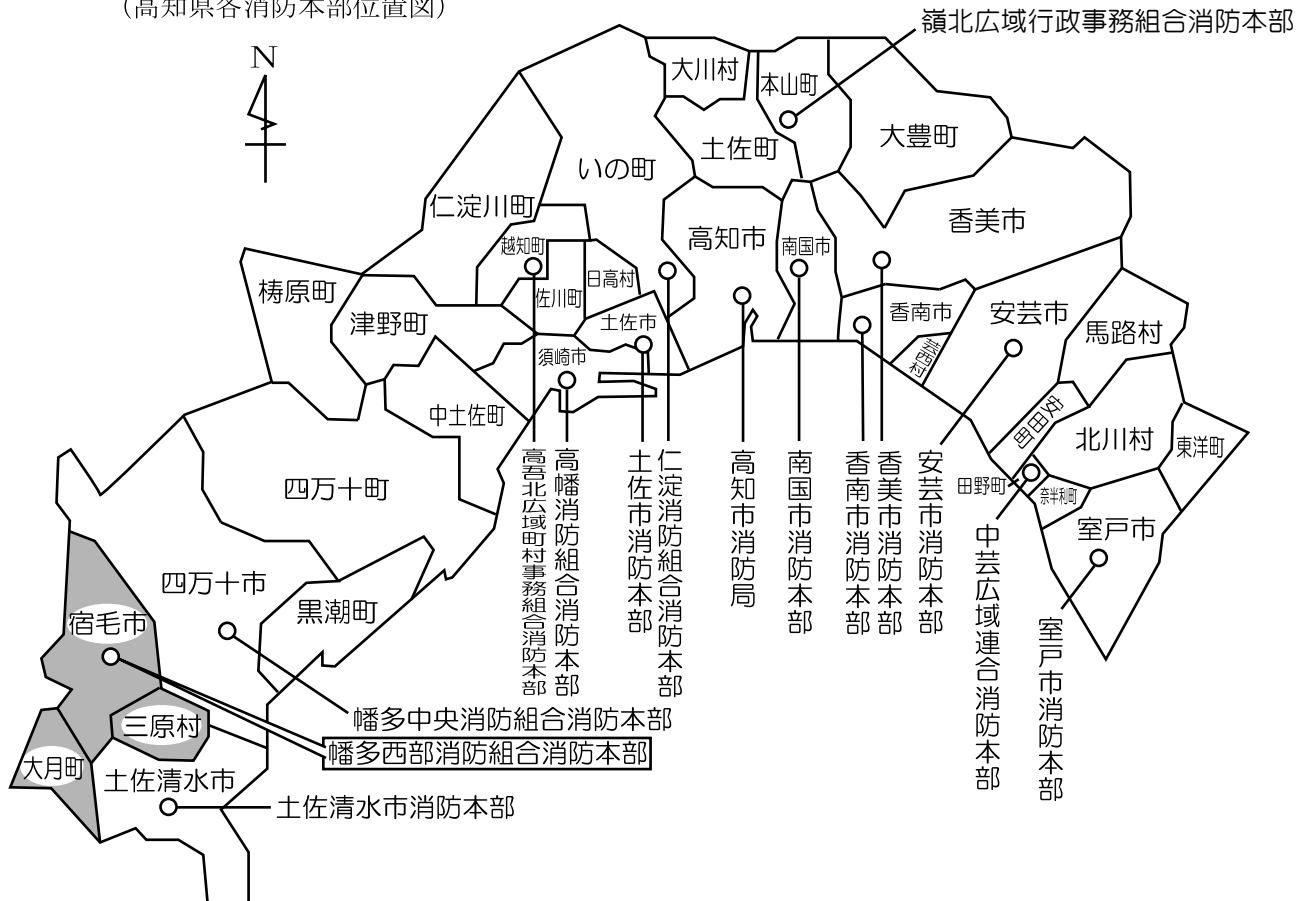 (高知県各消防本部位置図)
N
嶺北広域行政事務組合消防本部
大川村
本山町
土佐町
大豊町
いの町
仁淀川町
香美市
高知市
南国市
越知町
日高村
佐川町
土佐市
梼原町
津野町
須崎市
香南市
芸西村
安芸市
馬路村
中土佐町
安田町
北川村
東洋町
田野町
奈半利町
室戸市
四万十町
四万十市
黒潮町
宿毛市
三原村
大月町
土佐清水市
高吾北広域町村事務組合消防本部
高幡消防組合消防本部
土佐市消防本部
仁淀消防組合消防本部
高知市消防局
南国市消防本部
香南市消防本部
香美市消防本部
安芸市消防本部
中芸広域連合消防本部
室戸市消防本部
幡多中央消防組合消防本部
幡多西部消防組合消防本部
土佐清水市消防本部